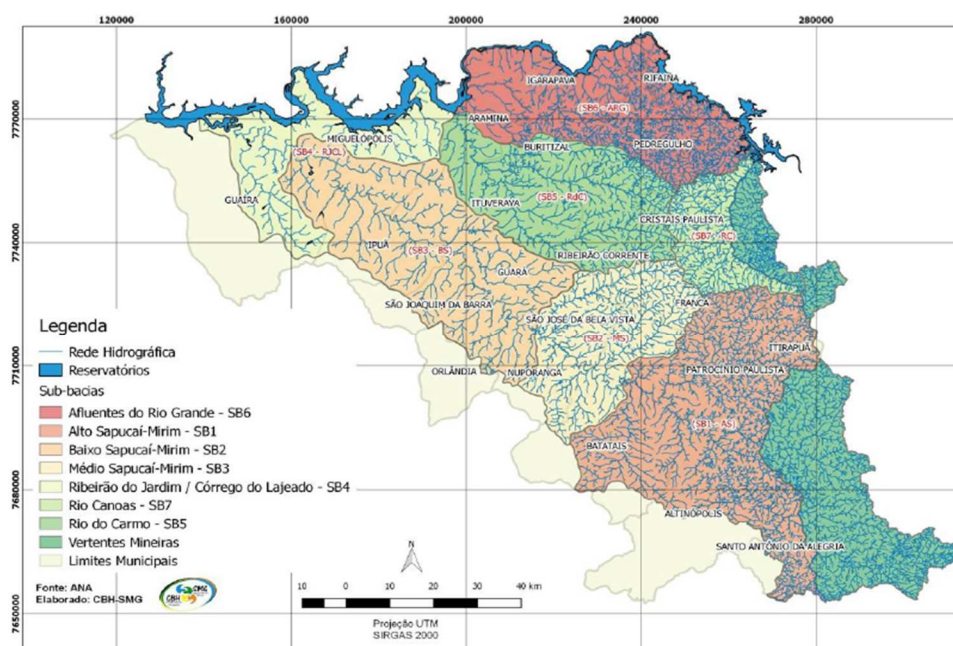 120000 160000 200000 240000 280000
7770000
7740000
7710000
7680000
7650000
IGARAPAVA
RIFAINA
(SB6 - ARG)
ARAMINA
MIGUELÓPOLIS
BURITIZAL
PEDREGULHO
(SB4 - RJCL)
(SB5 - RdC)
GUAÍRA
ITUVERAVA
CRISTAIS PAULISTA
(SB7 - RC)
IPUÃ
(SB3 - BS)
RIBEIRÃO CORRENTE
GUARÁ
SÃO JOAQUIM DA BARRA
FRANCA
SÃO JOSÉ DA BELA VISTA
(SB2 - MS)
ITIRAPUÃ
ORLÂNDIA
NUPORANGA
PATROCÍNIO PAULISTA
(SB1 - AS)
BATATAIS
ALTINÓPOLIS
SANTO ANTÔNIO DA ALEGRIA
Legenda
Rede Hidrográfica
Reservatórios
Sub-bacias
Afluentes do Rio Grande - SB6
Alto Sapucaí-Mirim - SB1
Baixo Sapucaí-Mirim - SB2
Médio Sapucaí-Mirim - SB3
Ribeirão do Jardim / Córrego do Lajeado - SB4
Rio Canoas - SB7
Rio do Carmo - SB5
Vertentes Mineiras
Limites Municipais
Fonte: ANA
Elaborado: CBH-SMG
N
10 0 10 20 30 40 km
Projeção UTM
SIRGAS 2000